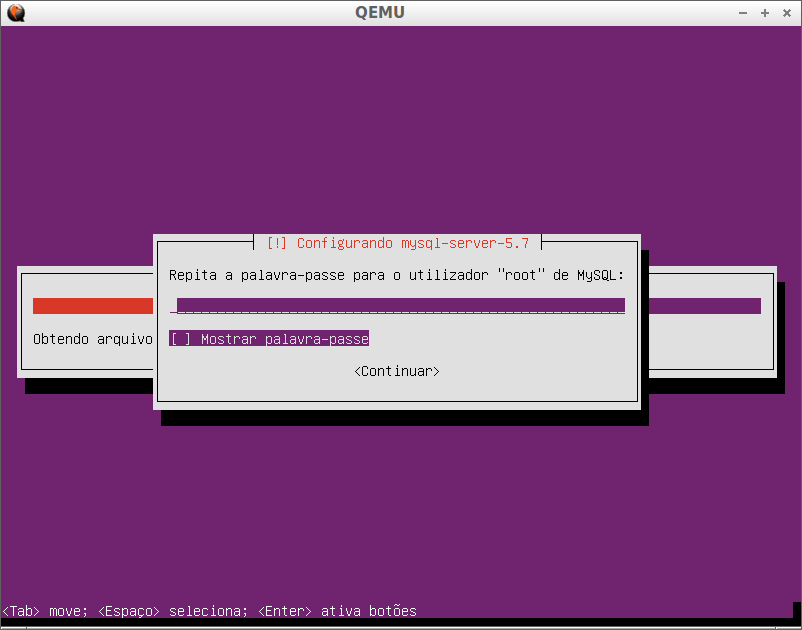 QEMU
[!] Configurando mysql-server-5.7
Repita a palavra-passe para o utilizador "root" de MySQL:
Obtendo arquivo
[ ] Mostrar palavra-passe
<Continuar>
<Tab> move; <Espaço> seleciona; <Enter> ativa botões